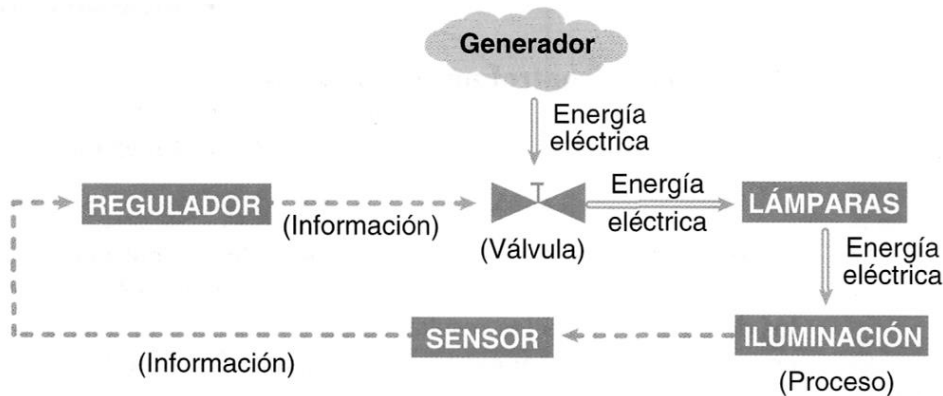 Generador
Energía
eléctrica
REGULADOR
(Información)
(Válvula)
Energía
eléctrica
LÁMPARAS
Energía
eléctrica
SENSOR
ILUMINACIÓN
(Información)
(Proceso)